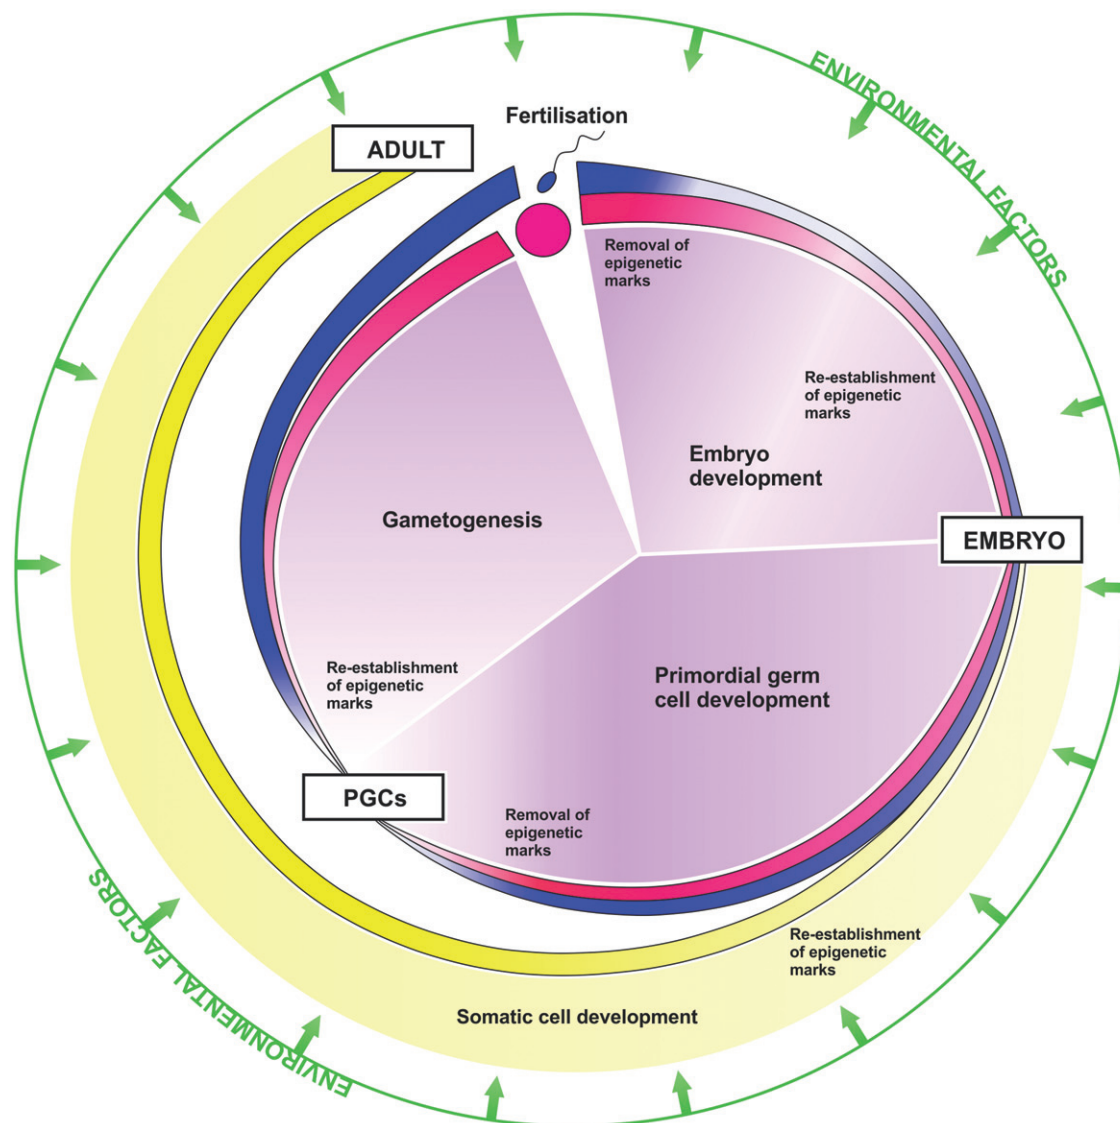 ENVIRONMENTAL FACTORS
Fertilisation
ADULT
Removal of
epigenetic
marks
Re-establishment
of epigenetic
marks
Embryo
development
Gametogenesis
EMBRYO
Re-establishment
of epigenetic
marks
Primordial germ
cell development
PGCs
Removal of
epigenetic
marks
Re-establishment
of epigenetic
marks
Somatic cell development
ENVIRONMENTAL FACTORS